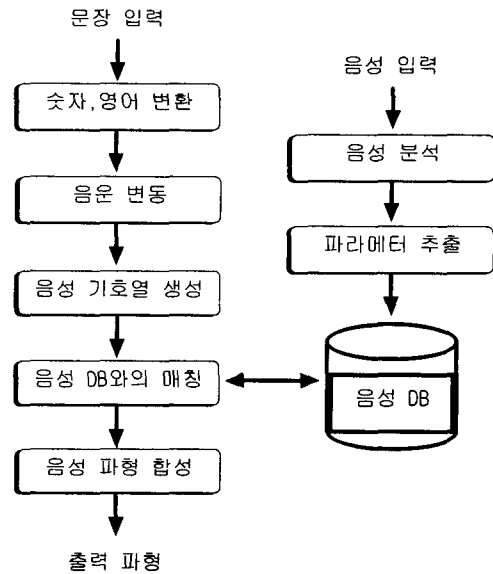 문장 입력
숫자,영어 변환
음운 변동
음성 기호열 생성
음성 DB와의 매칭
음성 파형 합성
출력 파형
음성 입력
음성 분석
파라메터 추출
음성 DB